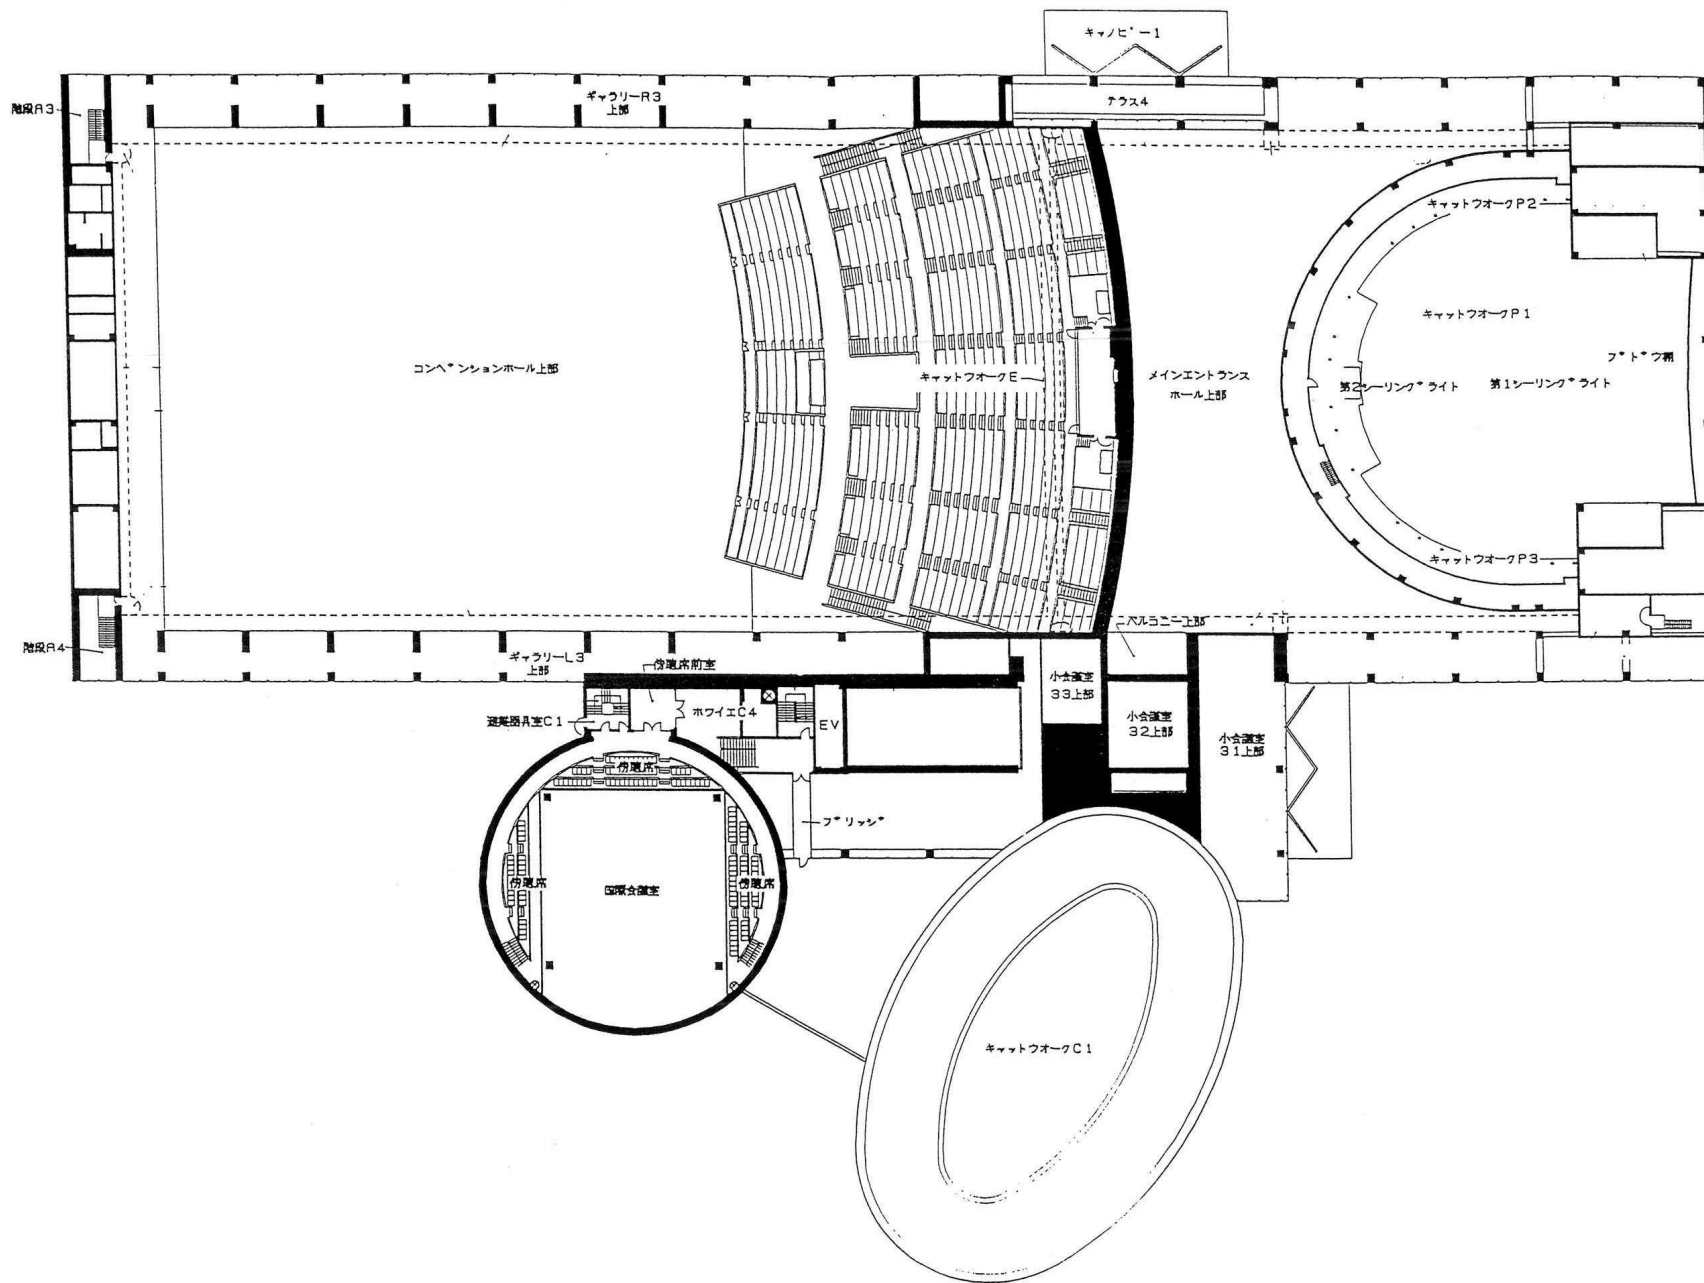 キャノピー1
階段R3
ギャラリーR3
上部
テラス4
キャットウオークP2
キャットウオークP1
コンベンションホール上部
キャットウオークE
メインエントランス
ホール上部
第2シーリングライト
第1シーリングライト
ブドウ棚
キャットウオークP3
階段R4
ギャラリーL3
上部
傍聴席前室
バルコニー上部
小会議室
33上部
避難器具室C1
ホワイエC4
EV
小会議室
32上部
小会議室
31上部
傍聴席
ブリッジ
傍聴席
国際会議室
傍聴席
キャットウオークC1